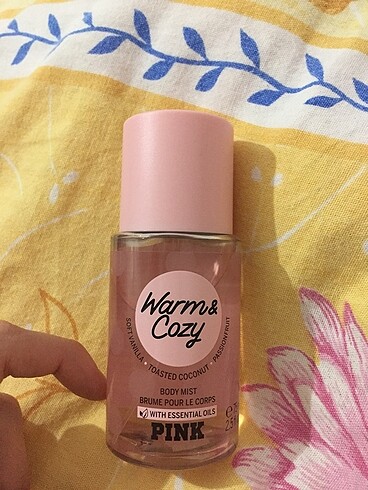 Warm &
Cozy
SOFT VANILLA • TOASTED COCONUT • PASSIONFRUIT
BODY MIST
BRUME POUR LE CORPS
WITH ESSENTIAL OILS
PINK